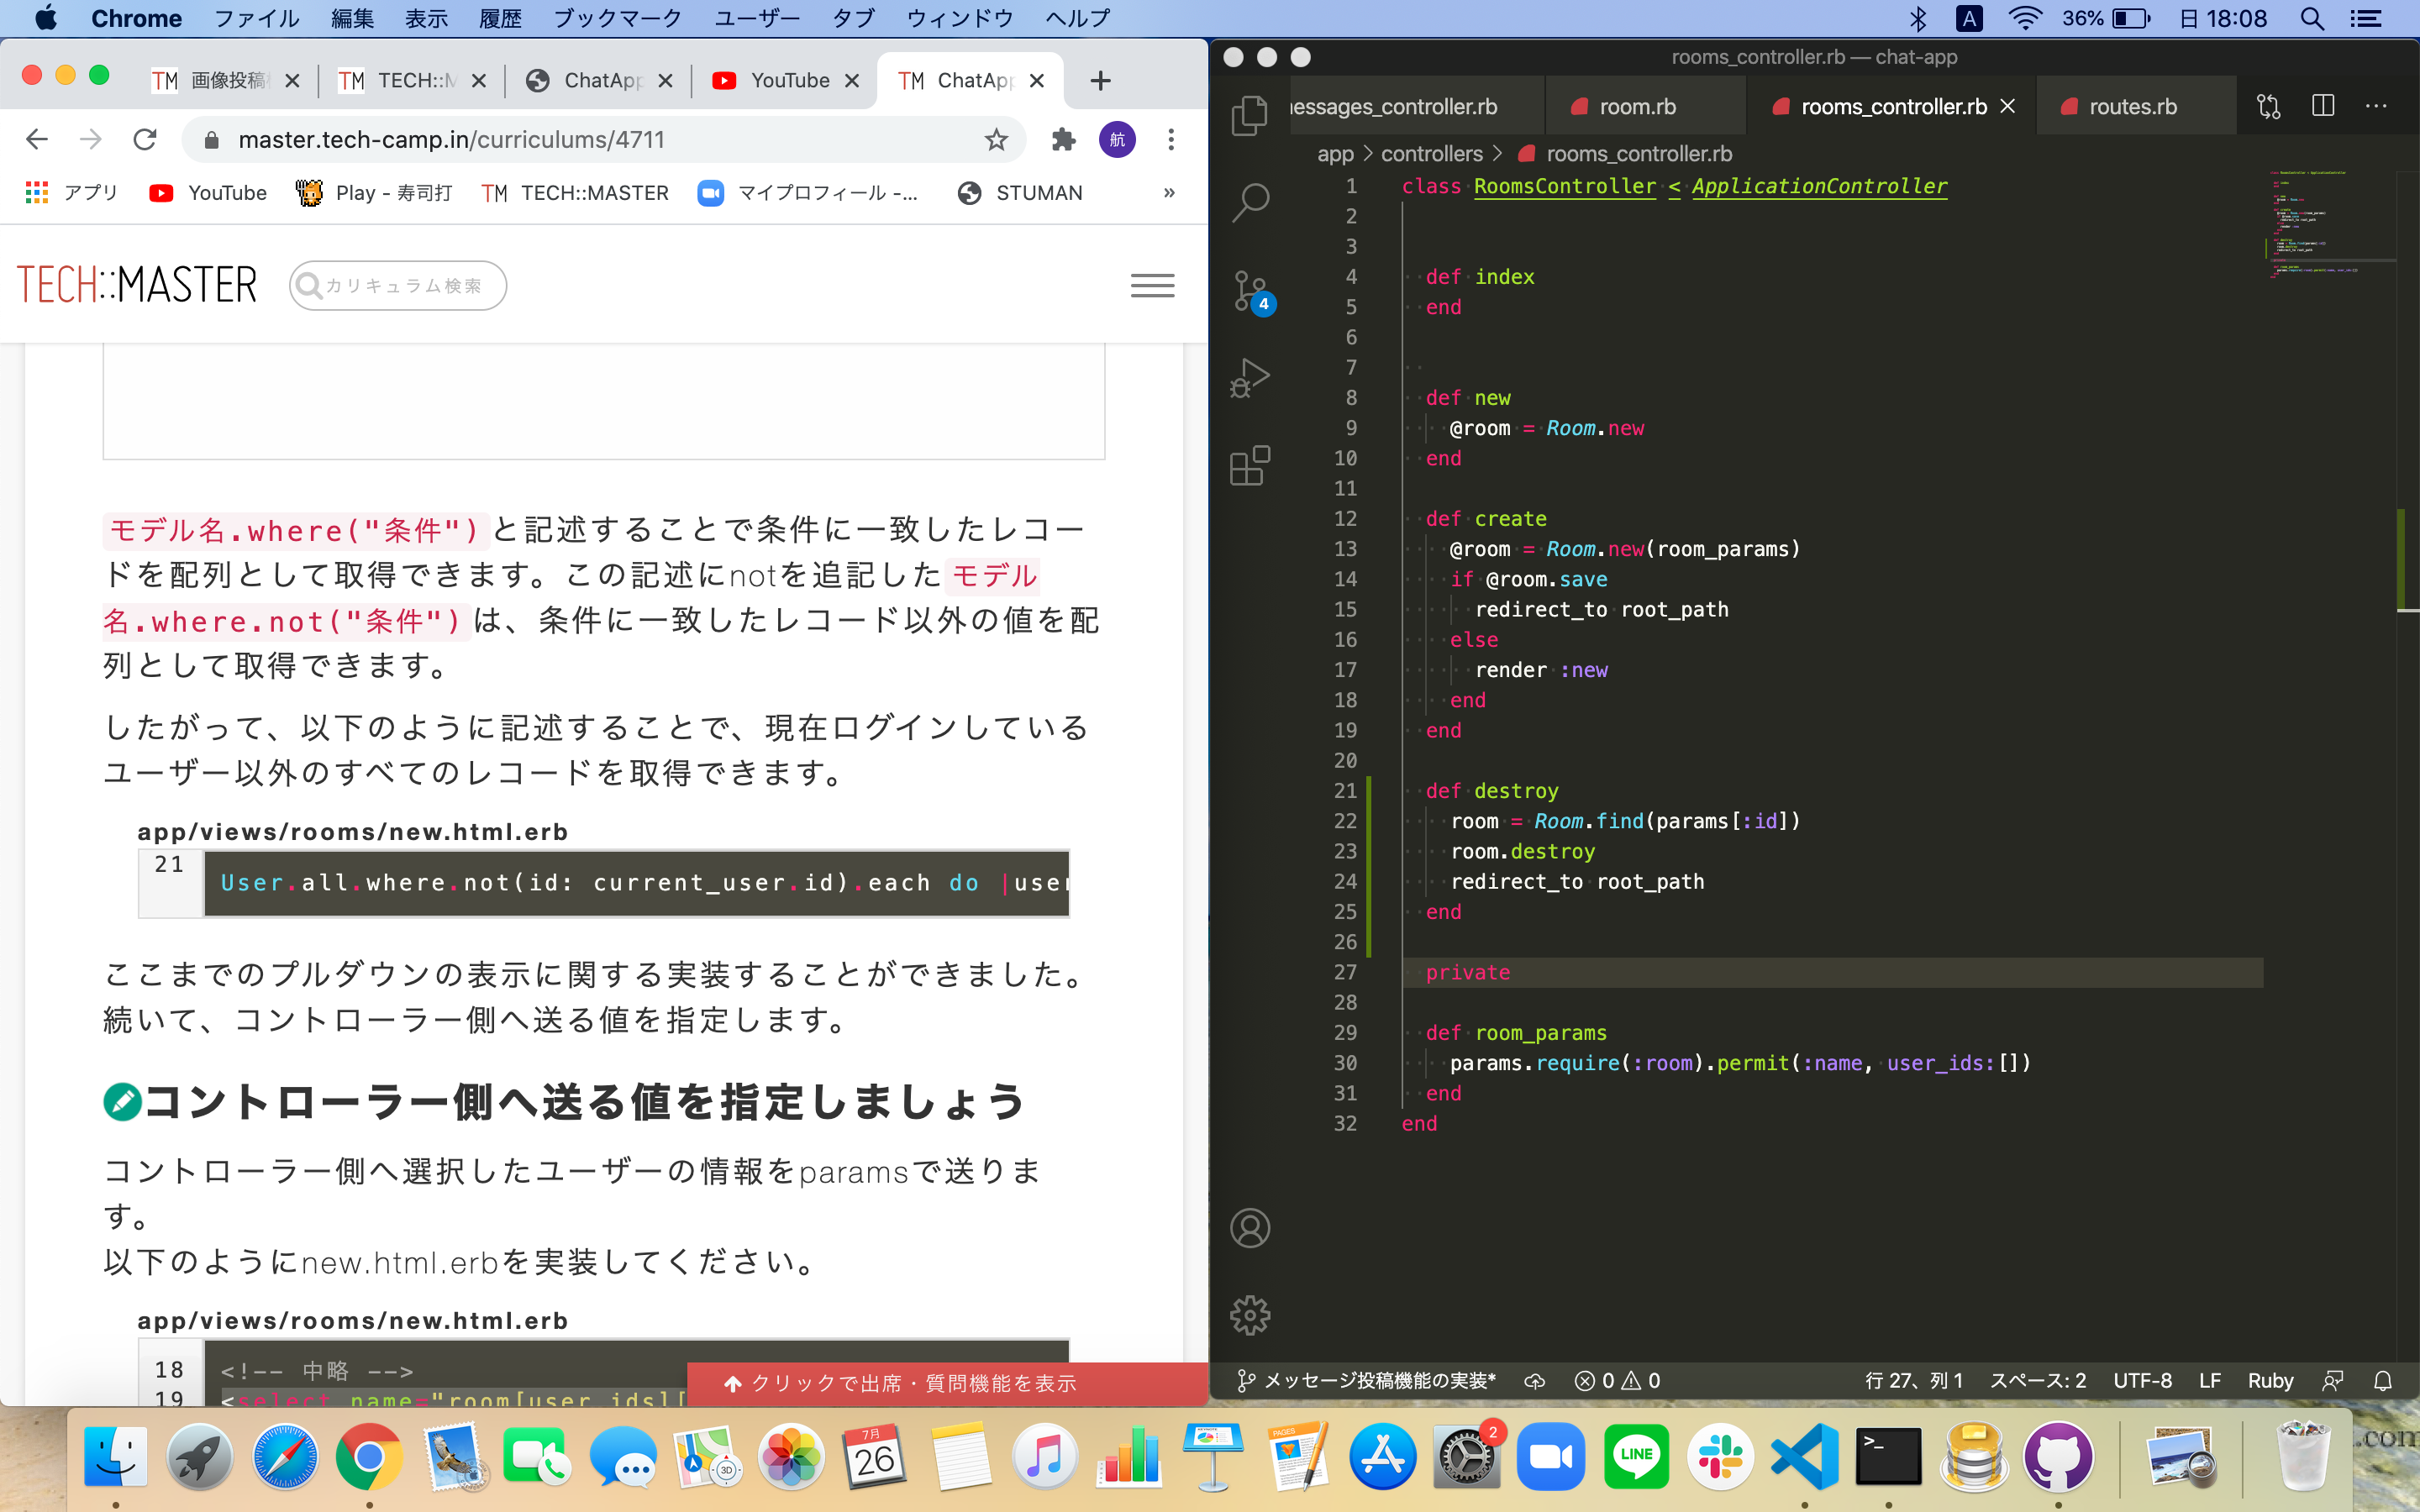 Chrome ファイル 編集 表示 履歴 ブックマーク ユーザー タブ ウィンドウ ヘルプ A 36% 日 18:08
画像投稿 TECH::M ChatApp YouTube ChatApp
master.tech-camp.in/curriculums/4711 航
アプリ YouTube Play - 寿司打 TECH::MASTER マイプロフィール -... STUMAN »
TECH::MASTER カリキュラム検索
モデル名.where("条件")と記述することで条件に一致したレコー
ドを配列として取得できます。この記述にnotを追記したモデル
名.where.not("条件")は、条件に一致したレコード以外の値を配
列として取得できます。
したがって、以下のように記述することで、現在ログインしている
ユーザー以外のすべてのレコードを取得できます。
app/views/rooms/new.html.erb
21 User.all.where.not(id: current_user.id).each do |user
ここまでのプルダウンの表示に関する実装することができました。
続いて、コントローラー側へ送る値を指定します。
コントローラー側へ送る値を指定しましょう
コントローラー側へ選択したユーザーの情報をparamsで送りま
す。
以下のようにnew.html.erbを実装してください。
app/views/rooms/new.html.erb
18 <!-- 中略 -->
19 <select name="room[user_ids][
クリックで出席・質問機能を表示
rooms_controller.rb — chat-app
essages_controller.rb room.rb rooms_controller.rb routes.rb
app > controllers > rooms_controller.rb
4
1 class RoomsController < ApplicationController
2
3
4 def index
5 end
6
7
8 def new
9 @room = Room.new
10 end
11
12 def create
13 @room = Room.new(room_params)
14 if @room.save
15 redirect_to root_path
16 else
17 render :new
18 end
19 end
20
21 def destroy
22 room = Room.find(params[:id])
23 room.destroy
24 redirect_to root_path
25 end
26
27 private
28
29 def room_params
30 params.require(:room).permit(:name, user_ids:[])
31 end
32 end
メッセージ投稿機能の実装* 0 0 行 27、列 1 スペース: 2 UTF-8 LF Ruby
7月
26
3D
PAGES
2
LINE
>_
.com